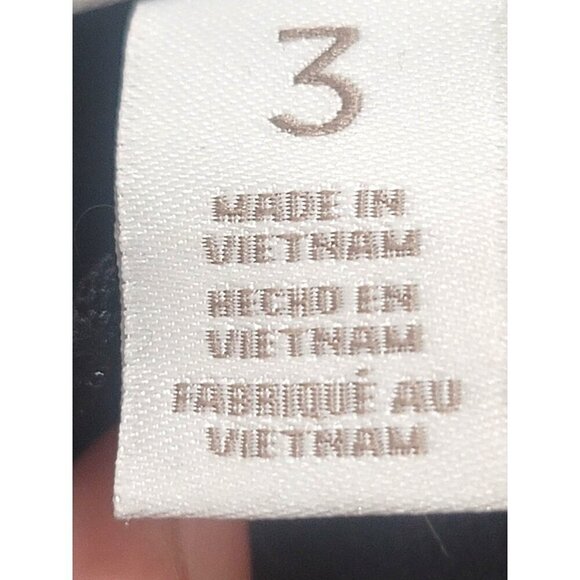 3
MADE IN
VIETNAM
HECHO EN
VIETNAM
FABRIQUÉ AU
VIETNAM